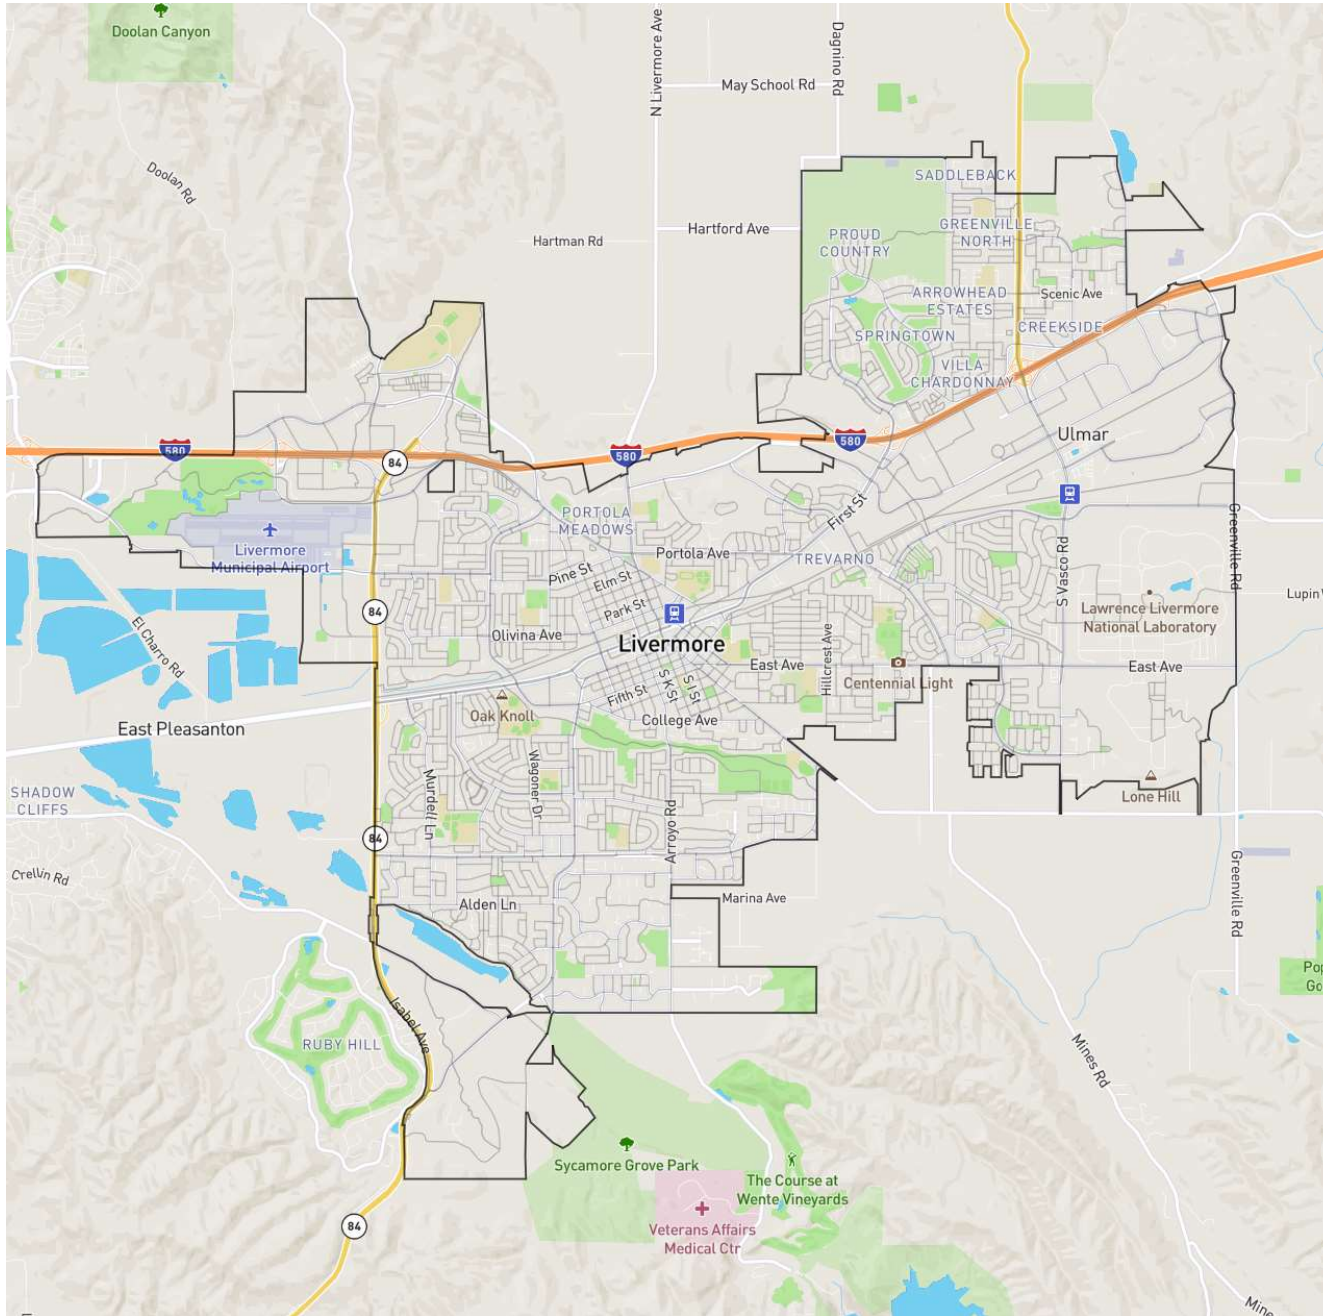 Doolan Canyon
N Livermore Ave
Dagnino Rd
May School Rd
Doolan Rd
SADDLEBACK
Hartford Ave
Hartman Rd
PROUD
COUNTRY
GREENVILLE
NORTH
ARROWHEAD
ESTATES
Scenic Ave
SPRINGTOWN
CREEKSIDE
VILLA
CHARDONNAY
580
580
580
84
Ulmar
PORTOLA
MEADOWS
First St
Livermore
Municipal Airport
Portola Ave
TREVARNO
S Vasco Rd
Greenville Rd
Pine St
Elm St
Park St
84
El Charro Rd
Olivina Ave
Livermore
Lawrence Livermore
National Laboratory
Lupin
East Ave
Hillcrest Ave
Centennial Light
East Ave
S I St
S K St
Fifth St
Oak Knoll
College Ave
East Pleasanton
SHADOW
CLIFFS
Murdell Ln
Wagoner Dr
Arroyo Rd
Lone Hill
84
Crellin Rd
Greenville Rd
Alden Ln
Marina Ave
Isabel Ave
RUBY HILL
Mines Rd
Sycamore Grove Park
The Course at
Wente Vineyards
Veterans Affairs
Medical Ctr
84